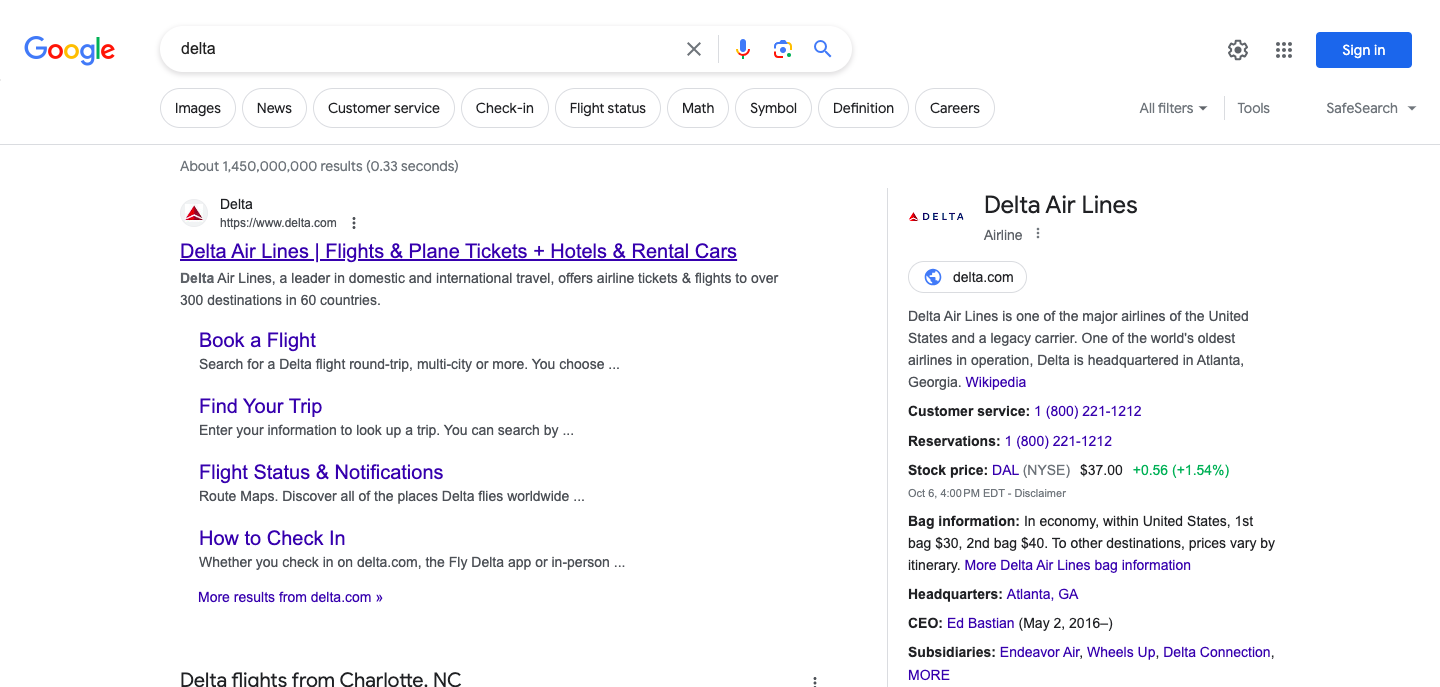 Google
delta
Sign in
Images
News
Customer service
Check-in
Flight status
Math
Symbol
Definition
Careers
All filters
Tools
SafeSearch
About 1,450,000,000 results (0.33 seconds)
Delta
https://www.delta.com
Delta Air Lines | Flights & Plane Tickets + Hotels & Rental Cars
Delta Air Lines, a leader in domestic and international travel, offers airline tickets & flights to over
300 destinations in 60 countries.
Book a Flight
Search for a Delta flight round-trip, multi-city or more. You choose ...
Find Your Trip
Enter your information to look up a trip. You can search by ...
Flight Status & Notifications
Route Maps. Discover all of the places Delta flies worldwide ...
How to Check In
Whether you check in on delta.com, the Fly Delta app or in-person ...
More results from delta.com »
Delta flights from Charlotte, NC
DELTA
Delta Air Lines
Airline
delta.com
Delta Air Lines is one of the major airlines of the United
States and a legacy carrier. One of the world's oldest
airlines in operation, Delta is headquartered in Atlanta,
Georgia. Wikipedia
Customer service: 1 (800) 221-1212
Reservations: 1 (800) 221-1212
Stock price: DAL (NYSE) $37.00 +0.56 (+1.54%)
Oct 6, 4:00 PM EDT - Disclaimer
Bag information: In economy, within United States, 1st
bag $30, 2nd bag $40. To other destinations, prices vary by
itinerary. More Delta Air Lines bag information
Headquarters: Atlanta, GA
CEO: Ed Bastian (May 2, 2016–)
Subsidiaries: Endeavor Air, Wheels Up, Delta Connection,
MORE